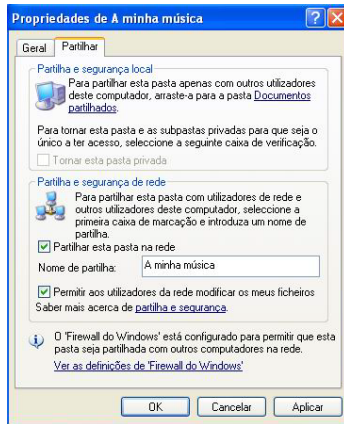 Propriedades de A minha música
Geral Partilhar
Partilha e segurança local
Para partilhar esta pasta apenas com outros utilizadores
deste computador, arraste-a para a pasta Documentos
partilhados.
Para tornar esta pasta e as subpastas privadas para que seja o
único a ter acesso, seleccione a seguinte caixa de verificação.
Tornar esta pasta privada
Partilha e segurança de rede
Para partilhar esta pasta com utilizadores de rede e
outros utilizadores deste computador, seleccione a
primeira caixa de marcação e introduza um nome de
partilha.
Partilhar esta pasta na rede
Nome de partilha: A minha música
Permitir aos utilizadores da rede modificar os meus ficheiros
Saber mais acerca de partilha e segurança.
O 'Firewall do Windows' está configurado para permitir que esta
pasta seja partilhada com outros computadores na rede.
Ver as definições de 'Firewall do Windows'
OK Cancelar Aplicar